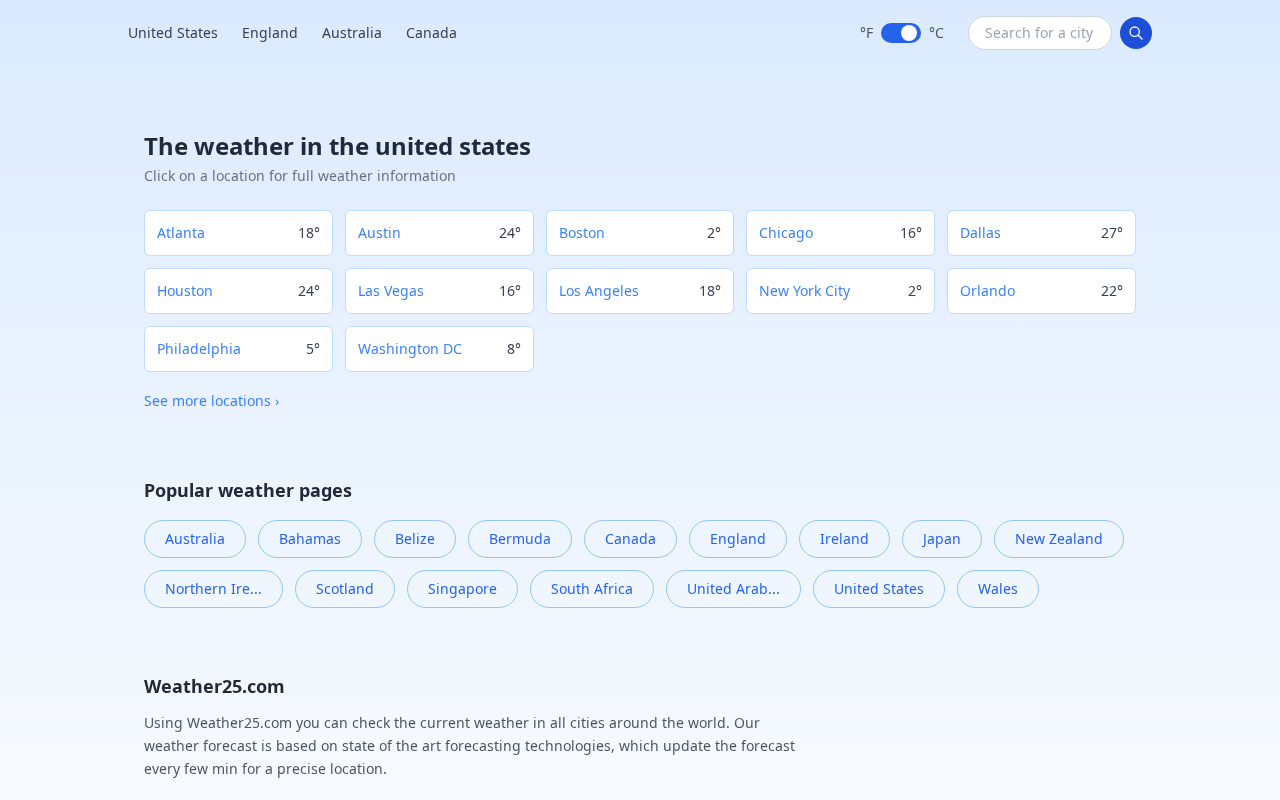 United States England Australia Canada °F °C Search for a city
The weather in the united states
Click on a location for full weather information
Atlanta 18° Austin 24° Boston 2° Chicago 16° Dallas 27°
Houston 24° Las Vegas 16° Los Angeles 18° New York City 2° Orlando 22°
Philadelphia 5° Washington DC 8°
See more locations ›
Popular weather pages
Australia Bahamas Belize Bermuda Canada England Ireland Japan New Zealand
Northern Ire... Scotland Singapore South Africa United Arab... United States Wales
Weather25.com
Using Weather25.com you can check the current weather in all cities around the world. Our
weather forecast is based on state of the art forecasting technologies, which update the forecast
every few min for a precise location.